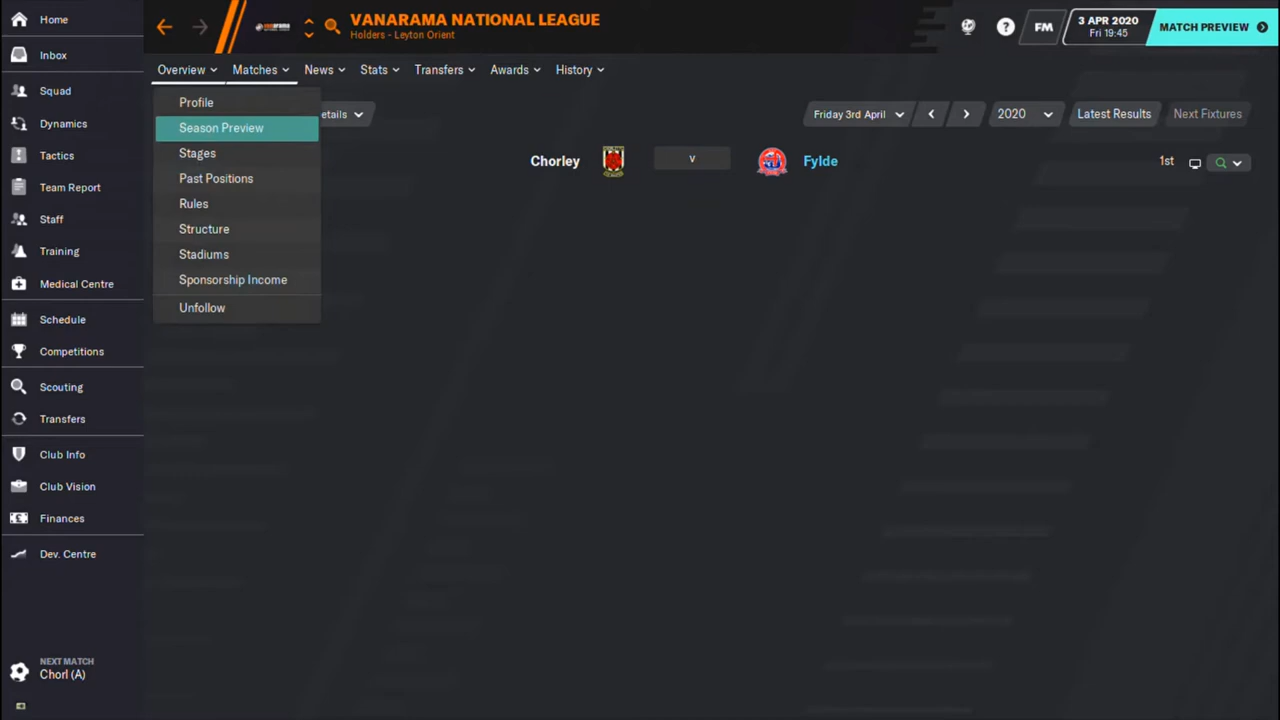 Home
Inbox
Squad
Dynamics
Tactics
Team Report
Staff
Training
Medical Centre
Schedule
Competitions
Scouting
Transfers
Club Info
Club Vision
Finances
Dev. Centre
NEXT MATCH
Chorl (A)
VANARAMA NATIONAL LEAGUE
Holders - Leyton Orient
FM
3 APR 2020
Fri 19:45
MATCH PREVIEW
Overview Matches News Stats Transfers Awards History
Profile
Season Preview
Stages
Past Positions
Rules
Structure
Stadiums
Sponsorship Income
Unfollow
etails
Friday 3rd April 2020 Latest Results Next Fixtures
Chorley v Fylde 1st